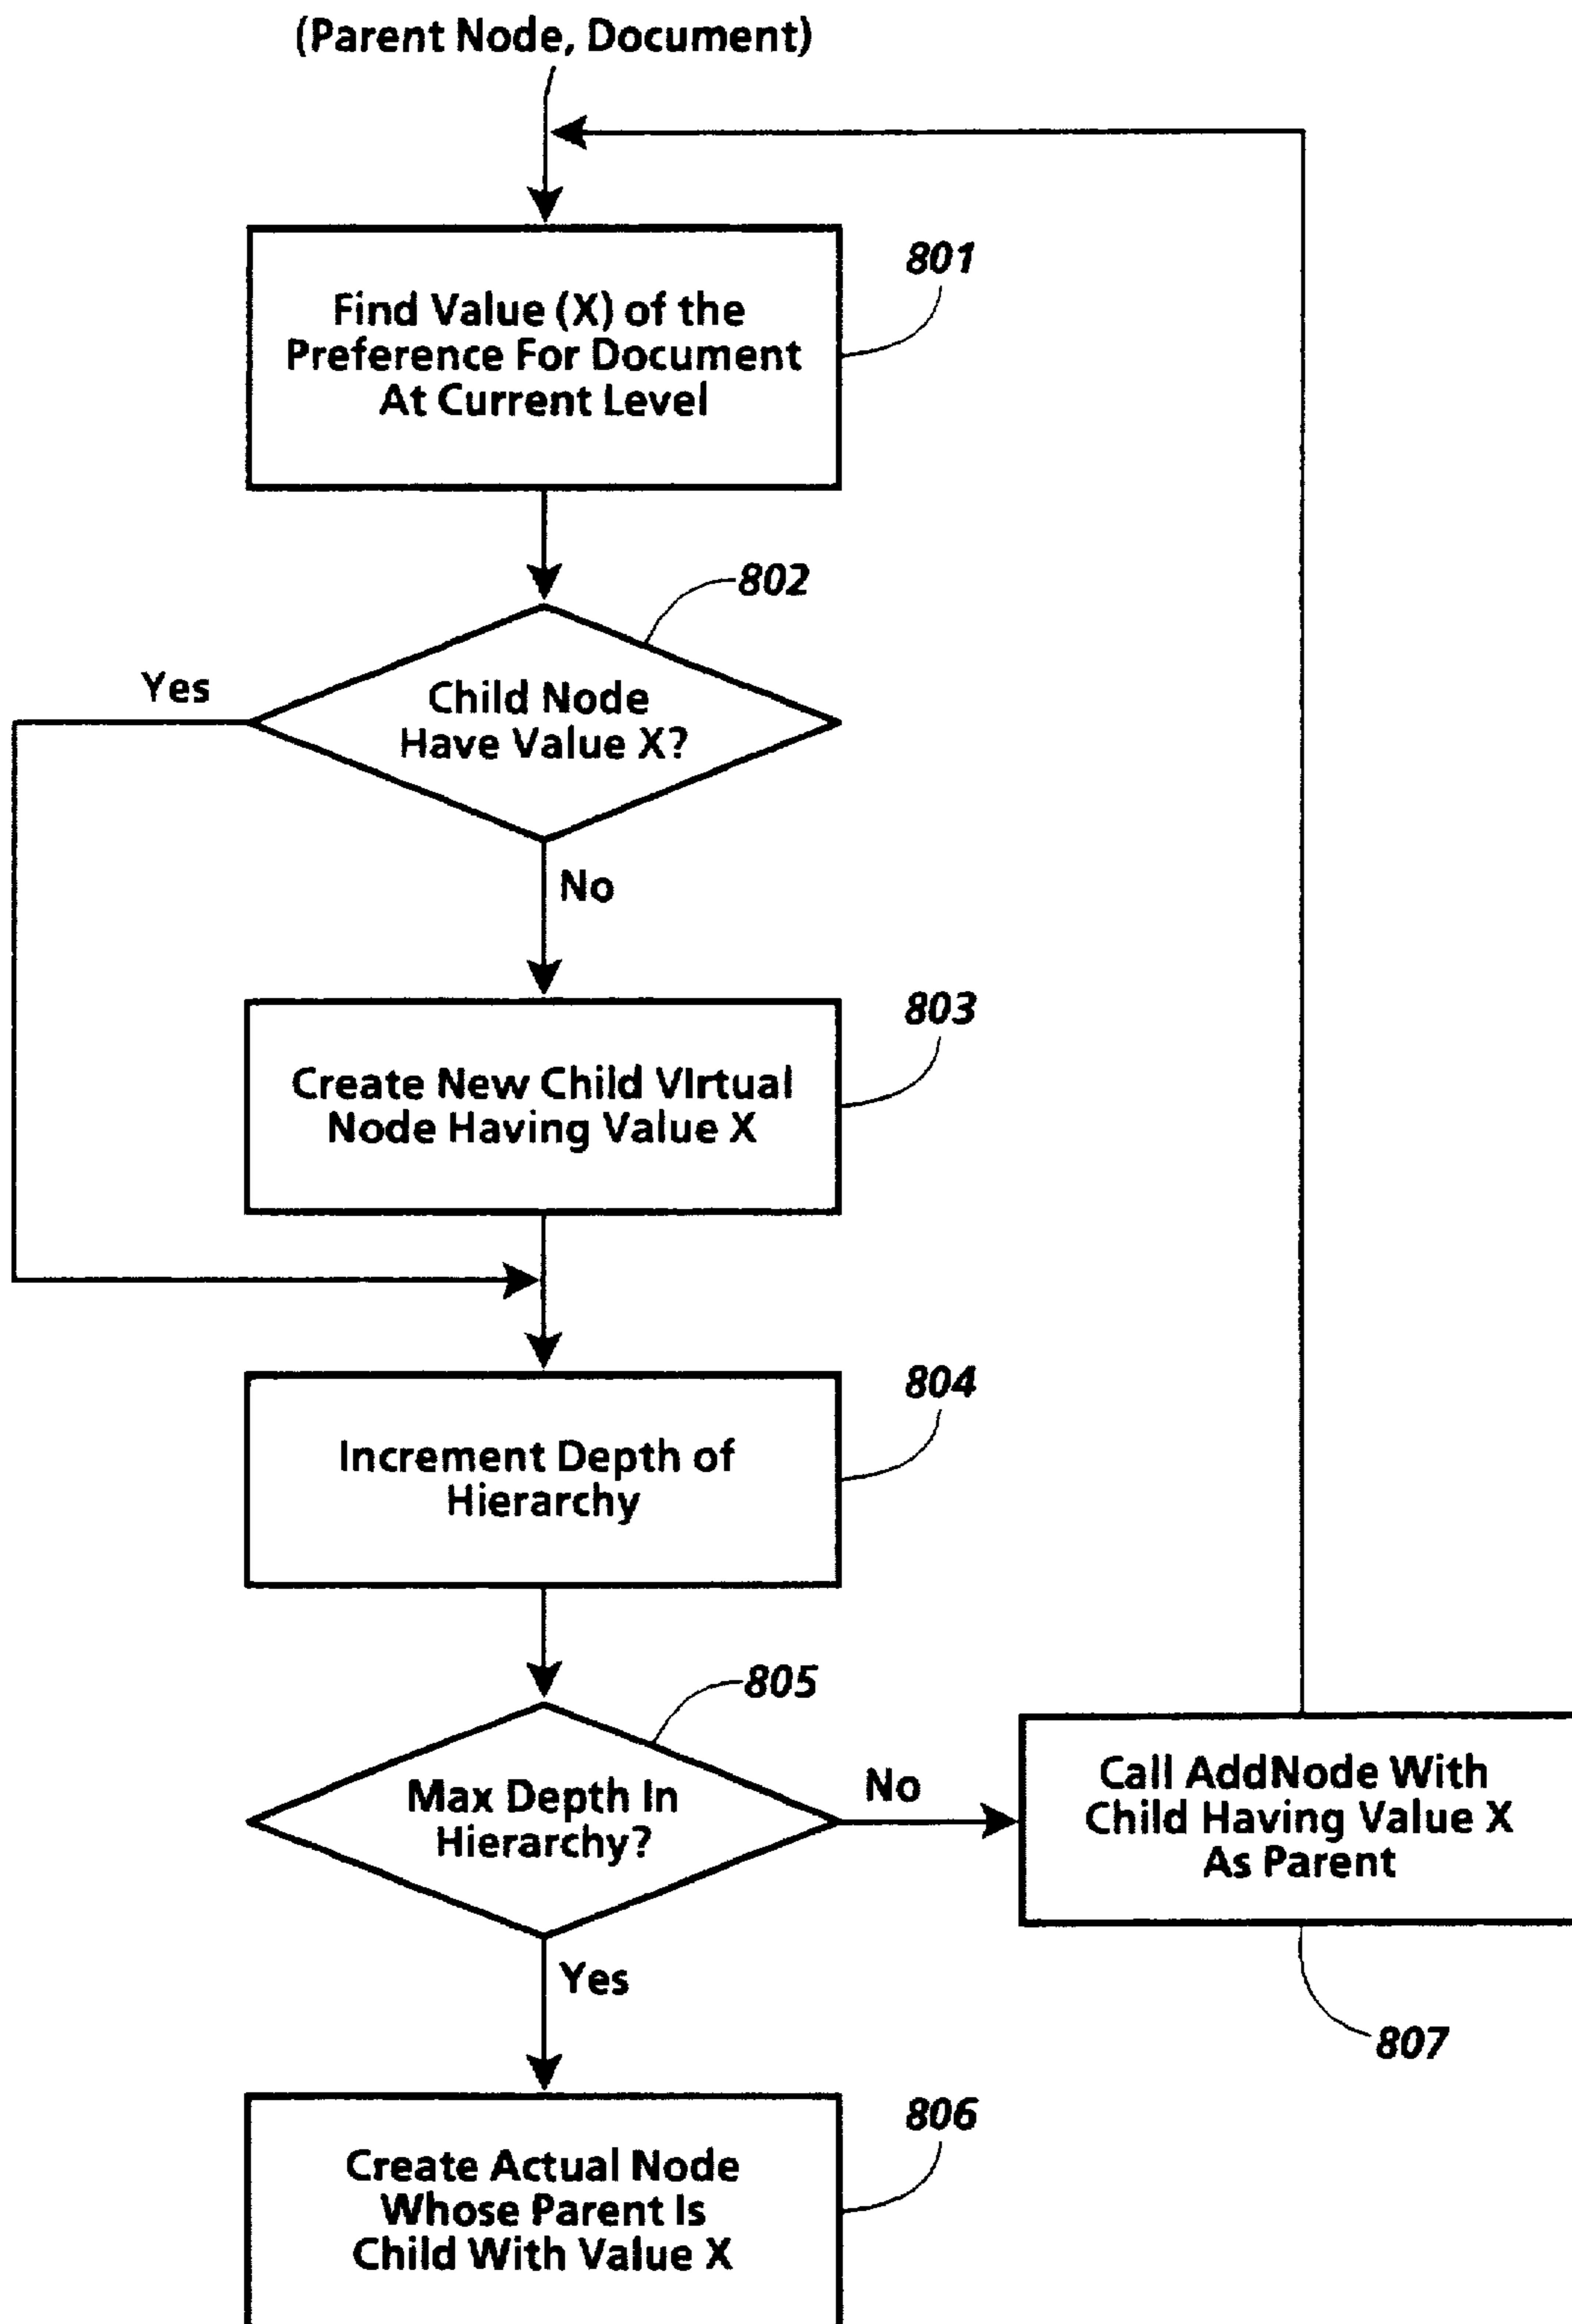 (Parent Node, Document)
801
Find Value (X) of the
Preference For Document
At Current Level
802
Yes
Child Node
Have Value X?
No
803
Create New Child VIrtual
Node Having Value X
804
Increment Depth of
Hierarchy
805
Max Depth In
Hierarchy?
No
Call AddNode With
Child Having Value X
As Parent
Yes
807
806
Create Actual Node
Whose Parent Is
Child With Value X